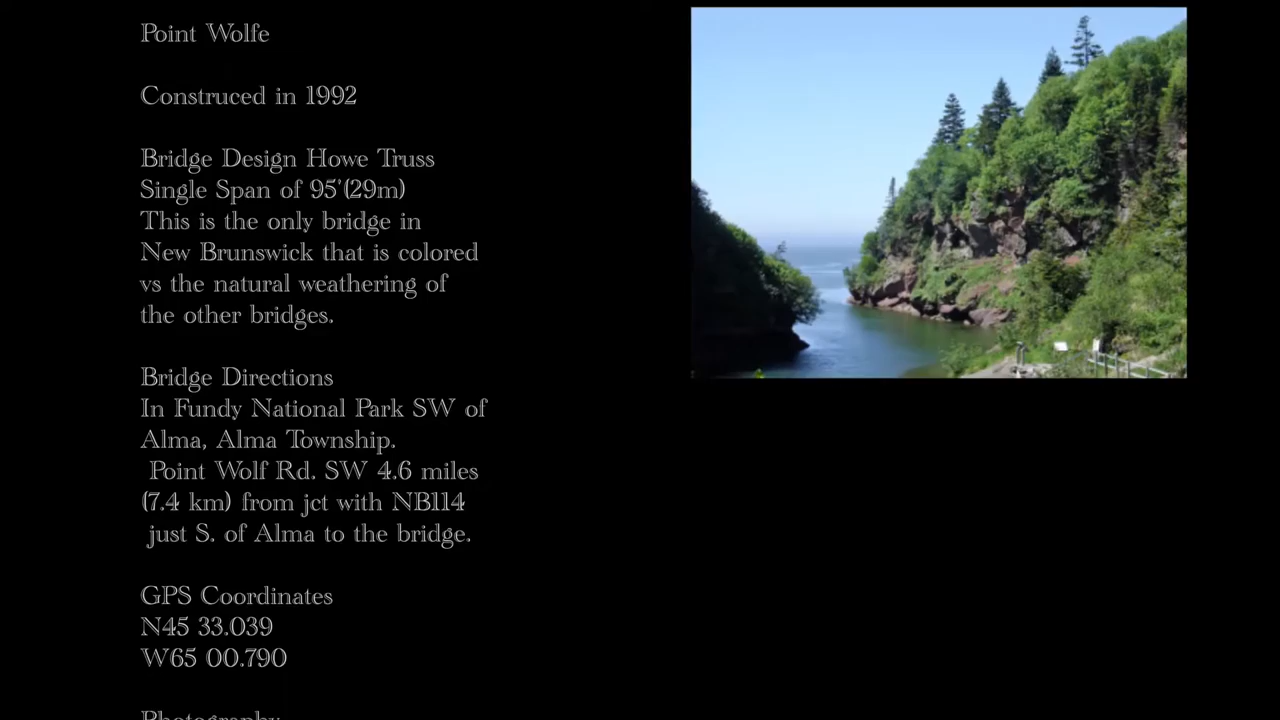 Point Wolfe
Construced in 1992
Bridge Design Howe Truss
Single Span of 95'(29m)
This is the only bridge in
New Brunswick that is colored
vs the natural weathering of
the other bridges.
Bridge Directions
In Fundy National Park SW of
Alma, Alma Township.
Point Wolf Rd. SW 4.6 miles
(7.4 km) from jct with NB114
just S. of Alma to the bridge.
GPS Coordinates
N45 33.039
W65 00.790
Photography